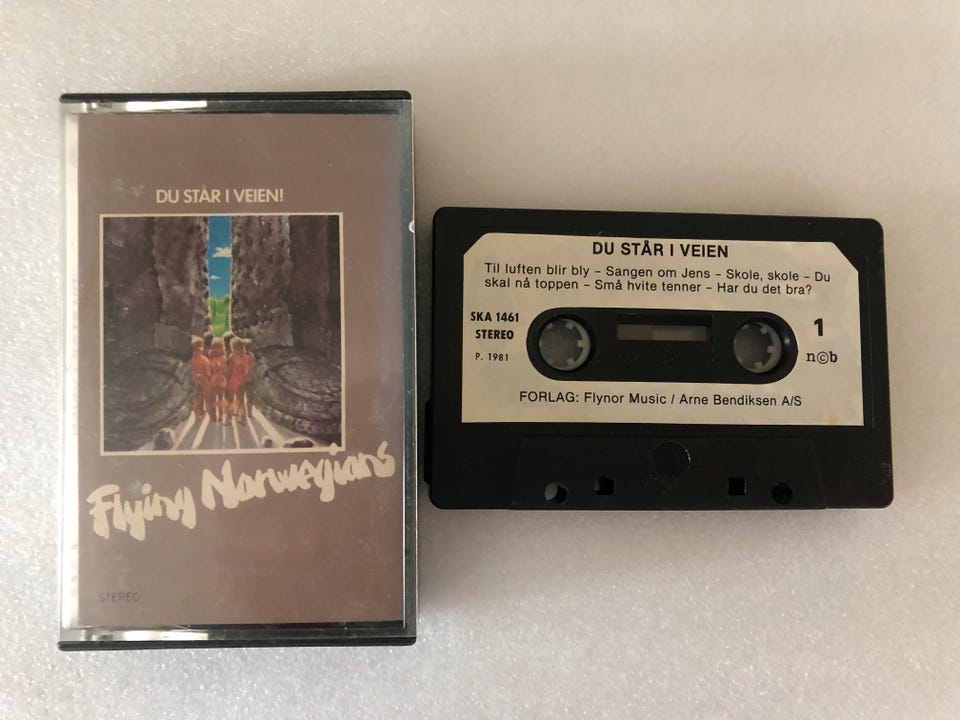 DU STÅR I VEIEN!
Flying Norwegians
STEREO
DU STÅR I VEIEN
Til luften blir bly – Sangen om Jens – Skole, skole – Du
skal nå toppen – Små hvite tenner – Har du det bra?
SKA 1461
STEREO
P. 1981
1
n©b
FORLAG: Flynor Music / Arne Bendiksen A/S